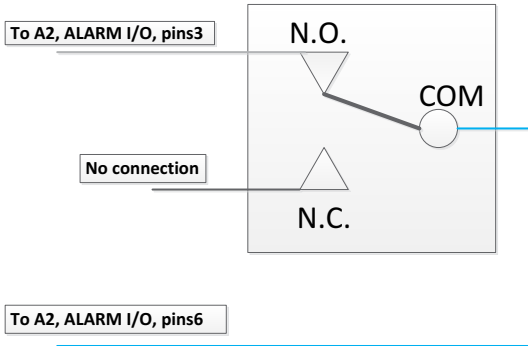 To A2, ALARM I/O, pins3
N.O.
COM
No connection
N.C.
To A2, ALARM I/O, pins6